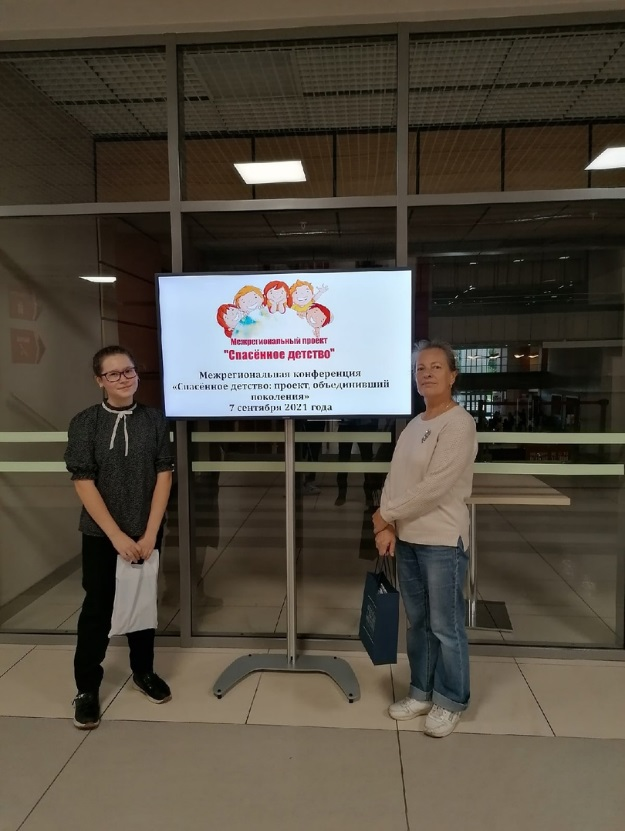 Межрегиональный проект
"Спасённое детство"
Межрегиональная конференция
«Спасённое детство: проект, объединивший
поколения»
7 сентября 2021 года